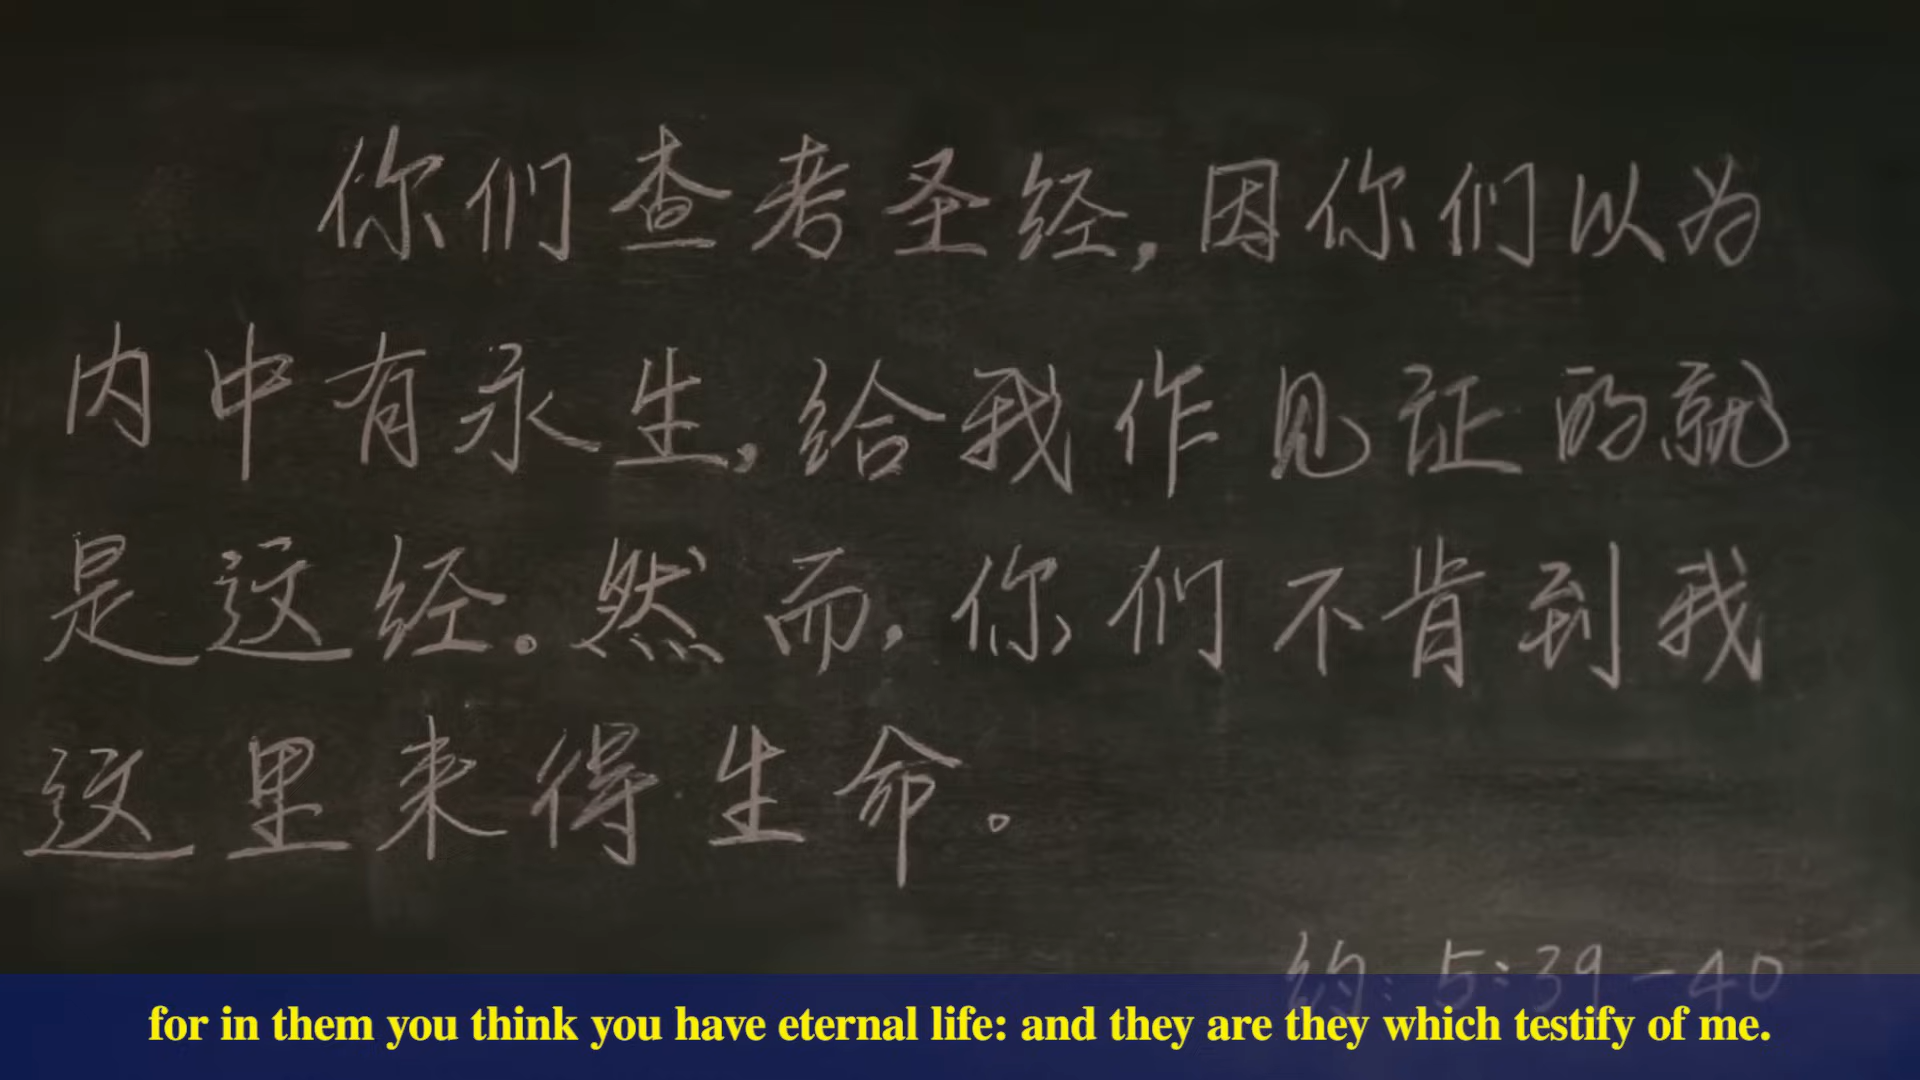 你们查考圣经,因你们以为
内中有永生,给我作见证的就
是这经。然而,你们不肯到我
这里来得生命。
约:5:39-40
for in them you think you have eternal life: and they are they which testify of me.